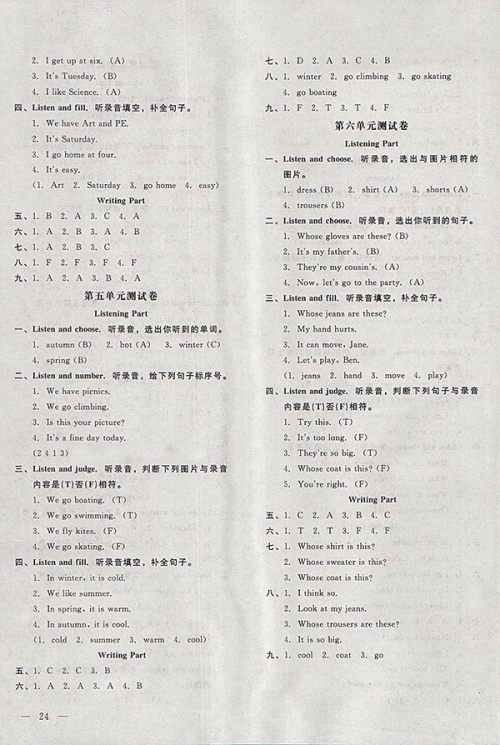 2. I get up at six. (A)
3. It's Tuesday. (B)
4. I like Science. (A)
四、Listen and fill. 听录音填空，补全句子。
1. We have Art and PE.
2. It's Saturday.
3. I go home at four.
4. It's easy.
(1. Art 2. Saturday 3. go home 4. easy)
Writing Part
五、1. B 2. A 3. C 4. A
六、1. A 2. B 3. A 4. B
七、1. A 2. B 3. C
八、1. F 2. F 3. F 4. T
九、1. A 2. A 3. B 4. A
第五单元测试卷
Listening Part
一、Listen and choose. 听录音，选出你听到的单词。
1. autumn (B) 2. hot (A) 3. winter (C)
4. spring (B)
二、Listen and number. 听录音，给下列句子标序号。
1. We have picnics.
2. We go climbing.
3. Is this your picture?
4. It's a fine day today.
(2 4 1 3)
三、Listen and judge. 听录音，判断下列图片与录音
内容是(T)否(F)相符。
1. We go boating. (T)
2. We go swimming. (T)
3. We fly kites. (F)
4. We go skating. (F)
四、Listen and fill. 听录音填空，补全句子。
1. In winter, it is cold.
2. We like summer.
3. In spring, it is warm.
4. In autumn, it is cool.
(1. cold 2. summer 3. warm 4. cool)
Writing Part
五、1. C 2. C 3. B
六、1. A 2. A 3. A 4. B
— 24 —
七、1. D 2. A 3. C 4. B
八、1. winter 2. go climbing 3. go skating
4. go boating
九、1. F 2. T 3. T 4. F
第六单元测试卷
Listening Part
一、Listen and choose. 听录音，选出与图片相符的
图片。
1. dress (B) 2. shirt (A) 3. shorts (A)
4. trousers (B)
二、Listen and choose. 听录音，选出你听到的句子。
1. Whose gloves are these? (B)
2. It's my father's. (B)
3. They're my cousin's. (A)
4. Now, let's go to the party. (A)
三、Listen and fill. 听录音填空，补全句子。
1. Whose jeans are these?
2. My hand hurts.
3. It can move, Jane.
4. Let's play, Ben.
(1. jeans 2. hand 3. move 4. play)
四、Listen and judge. 听录音，判断下列句子与录音
内容是(T)否(F)相符。
1. Try this. (T)
2. It's too long. (F)
3. They're so big. (T)
4. Whose coat is this? (F)
5. You're right. (F)
Writing Part
五、1. C 2. A 3. B 4. C
六、1. T 2. T 3. F 4. F
七、1. Whose shirt is this?
2. Whose sweater is this?
3. Whose coat is this?
八、1. I think so.
2. Look at my jeans.
3. Whose trousers are these?
4. It is so big.
九、1. cool 2. coat 3. go